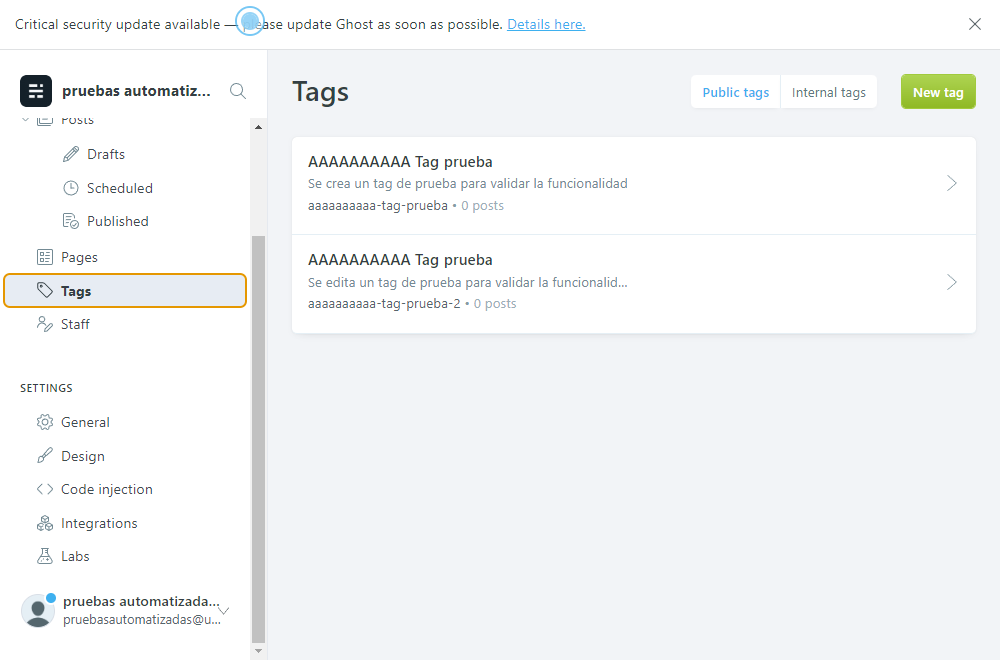 Critical security update available — please update Ghost as soon as possible. Details here.
pruebas automatiz...
Posts
Drafts
Scheduled
Published
Pages
Tags
Staff
SETTINGS
General
Design
Code injection
Integrations
Labs
pruebas automatizada...
pruebasautomatizadas@u...
Tags
Public tags
Internal tags
New tag
AAAAAAAAAA Tag prueba
Se crea un tag de prueba para validar la funcionalidad
aaaaaaaaaa-tag-prueba • 0 posts
AAAAAAAAAA Tag prueba
Se edita un tag de prueba para validar la funcionalid...
aaaaaaaaaa-tag-prueba-2 • 0 posts